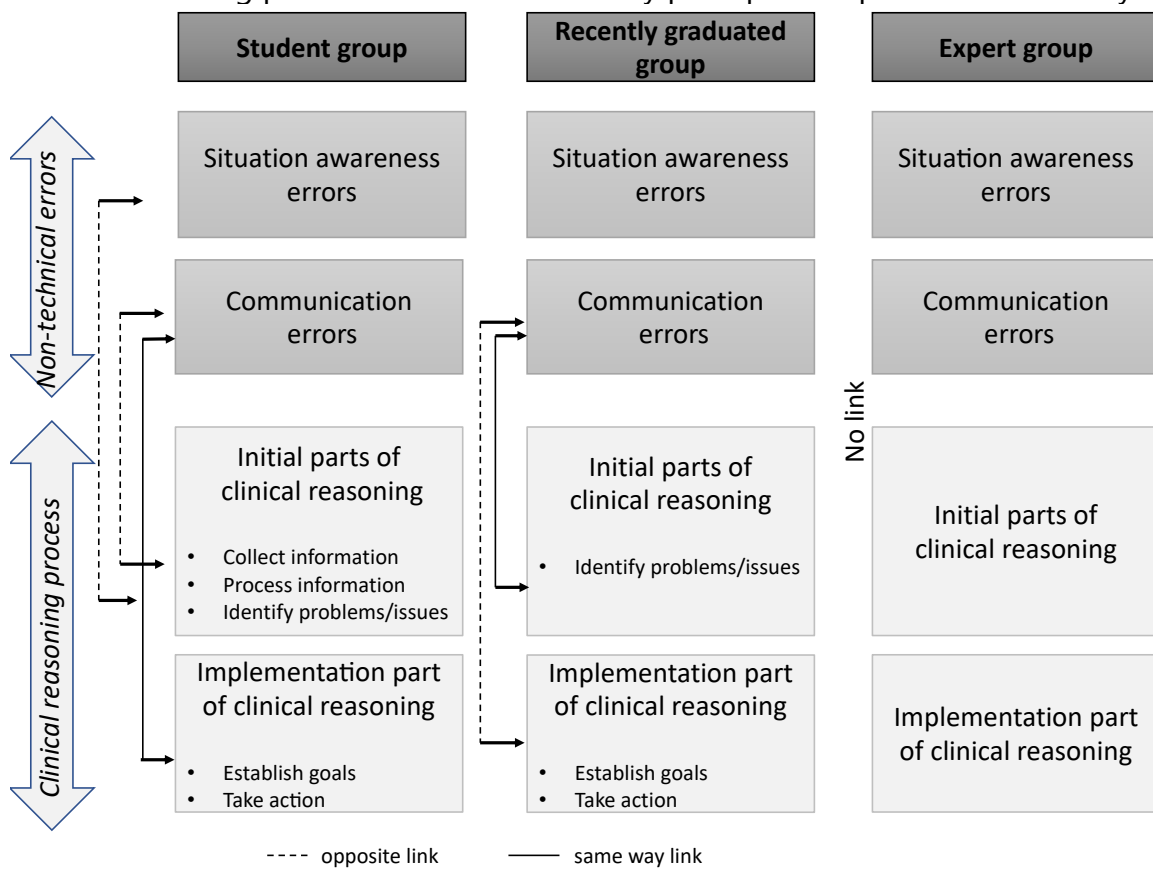 Student group
Recently graduated
group
Expert group
Non-technical errors
Situation awareness
errors
Situation awareness
errors
Situation awareness
errors
Communication
errors
Communication
errors
Communication
errors
No link
Clinical reasoning process
Initial parts of
clinical reasoning
• Collect information
• Process information
• Identify problems/issues
Initial parts of
clinical reasoning
• Identify problems/issues
Initial parts of
clinical reasoning
Implementation part
of clinical reasoning
• Establish goals
• Take action
Implementation part
of clinical reasoning
• Establish goals
• Take action
Implementation part
of clinical reasoning
---- opposite link
—— same way link